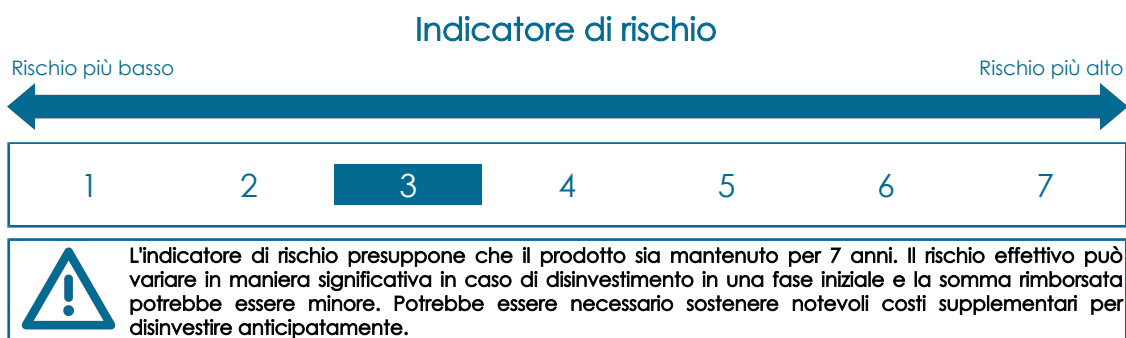 Indicatore di rischio
Rischio più basso
Rischio più alto
1 2 3 4 5 6 7
L'indicatore di rischio presuppone che il prodotto sia mantenuto per 7 anni. Il rischio effettivo può
variare in maniera significativa in caso di disinvestimento in una fase iniziale e la somma rimborsata
potrebbe essere minore. Potrebbe essere necessario sostenere notevoli costi supplementari per
disinvestire anticipatamente.